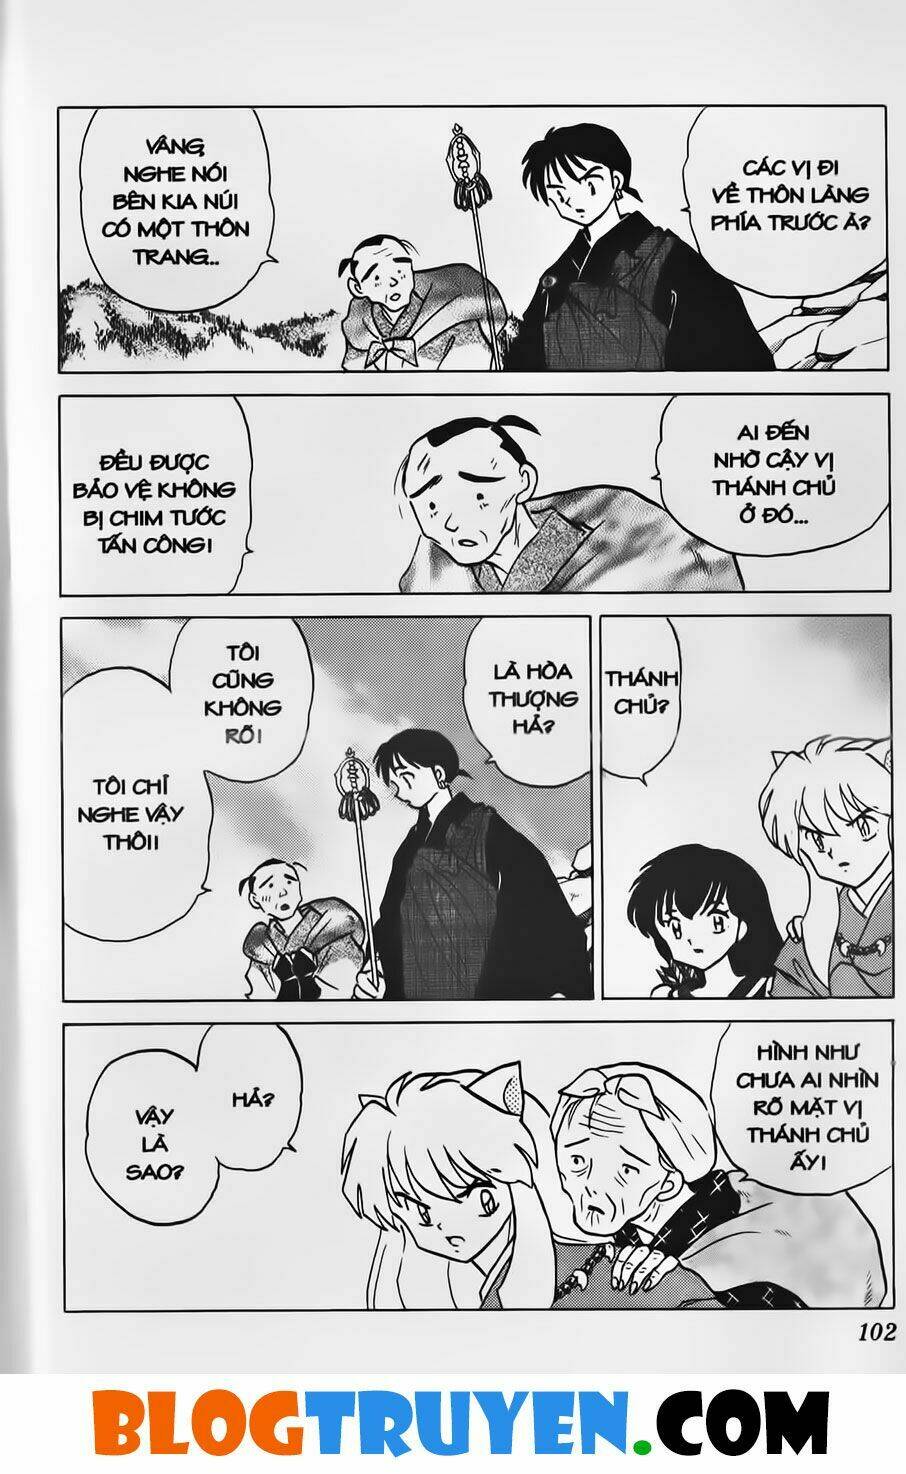 CÁC VỊ ĐI
VỀ THÔN LÀNG
PHÍA TRƯỚC À?
VÂNG,
NGHE NÓI
BÊN KIA NÚI
CÓ MỘT THÔN
TRANG...
AI ĐẾN
NHỜ CẬY VỊ
THÁNH CHỦ
Ở ĐÓ...
ĐỀU ĐƯỢC
BẢO VỆ KHÔNG
BỊ CHIM TƯỚC
TẤN CÔNG!
THÁNH
CHỦ?
LÀ HÒA
THƯỢNG
HẢ?
TÔI
CŨNG
KHÔNG
RÕ!
TÔI CHỈ
NGHE VẬY
THÔI!
HÌNH NHƯ
CHƯA AI NHÌN
RÕ MẶT VỊ
THÁNH CHỦ
ẤY!
HẢ?
VẬY
LÀ
SAO?
102
BLOGTRUYEN.COM